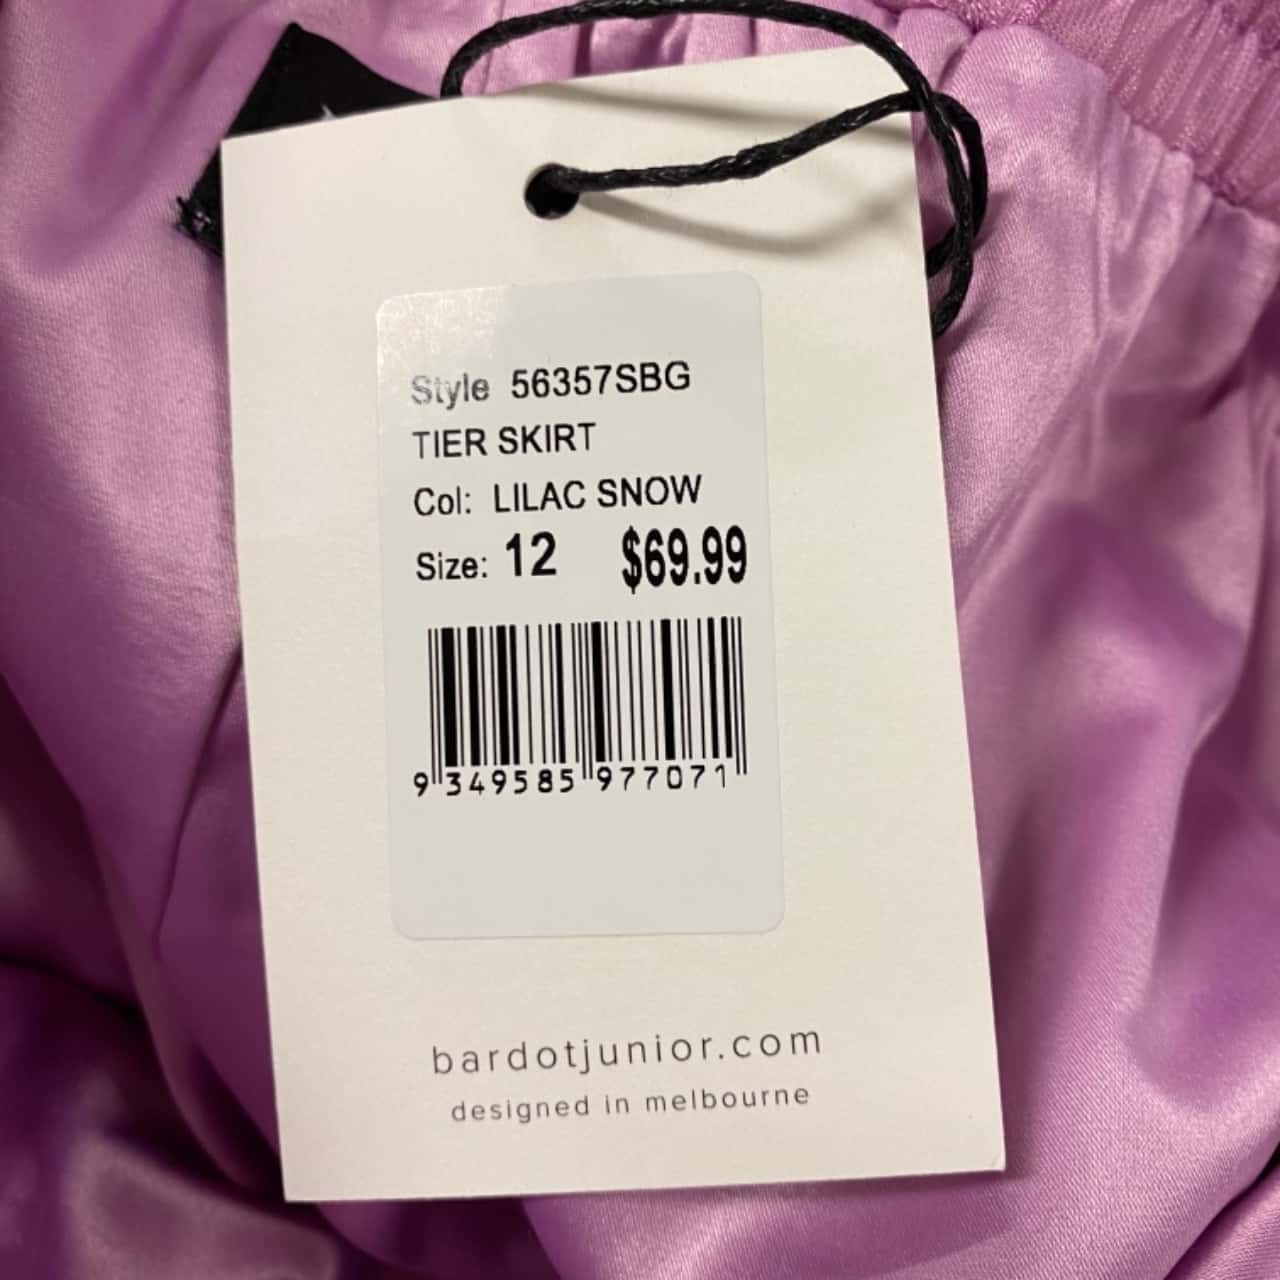 Style 56357SBG
TIER SKIRT
Col: LILAC SNOW
Size: 12 $69.99
9 349585 977071
bardotjunior.com
designed in melbourne